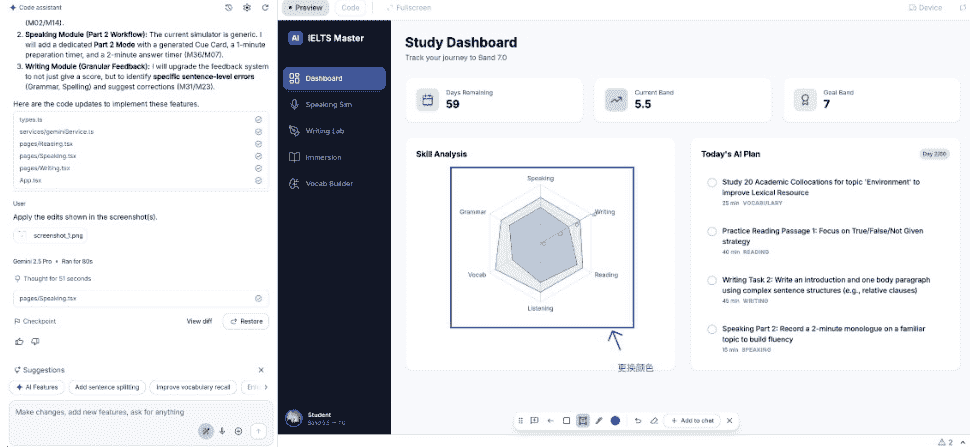 Code assistant
(M02/M14).
2. Speaking Module (Part 2 Workflow): The current simulator is generic. I
will add a dedicated Part 2 Mode with a generated Cue Card, a 1-minute
preparation timer, and a 2-minute answer timer (M36/M07).
3. Writing Module (Granular Feedback): I will upgrade the feedback system
to not just give a score, but to identify specific sentence-level errors
(Grammar, Spelling) and suggest corrections (M31/M23).
Here are the code updates to implement these features.
types.ts
services/geminiService.ts
pages/Reading.tsx
pages/Speaking.tsx
pages/Writing.tsx
App.tsx
User
Apply the edits shown in the screenshot(s).
screenshot_1.png
Gemini 2.5 Pro • Ran for 80s
Thought for 51 seconds
pages/Speaking.tsx
Checkpoint
View diff
Restore
Suggestions
AI Features
Add sentence splitting
Improve vocabulary recall
Make changes, add new features, ask for anything
Preview
Code
Fullscreen
Device
AI
IELTS Master
Dashboard
Speaking Sim
Writing Lab
Immersion
Vocab Builder
Student
Study Dashboard
Track your journey to Band 7.0
Days Remaining
59
Current Band
5.5
Goal Band
7
Skill Analysis
Speaking
Writing
Reading
Listening
Vocab
Grammar
更换颜色
Today's AI Plan
Study 20 Academic Collocations for topic 'Environment' to
improve Lexical Resource
25 min VOCABULARY
Practice Reading Passage 1: Focus on True/False/Not Given
strategy
40 min READING
Writing Task 2: Write an introduction and one body paragraph
using complex sentence structures (e.g., relative clauses)
45 min WRITING
Speaking Part 2: Record a 2-minute monologue on a familiar
topic to build fluency
15 min SPEAKING
Add to chat
2